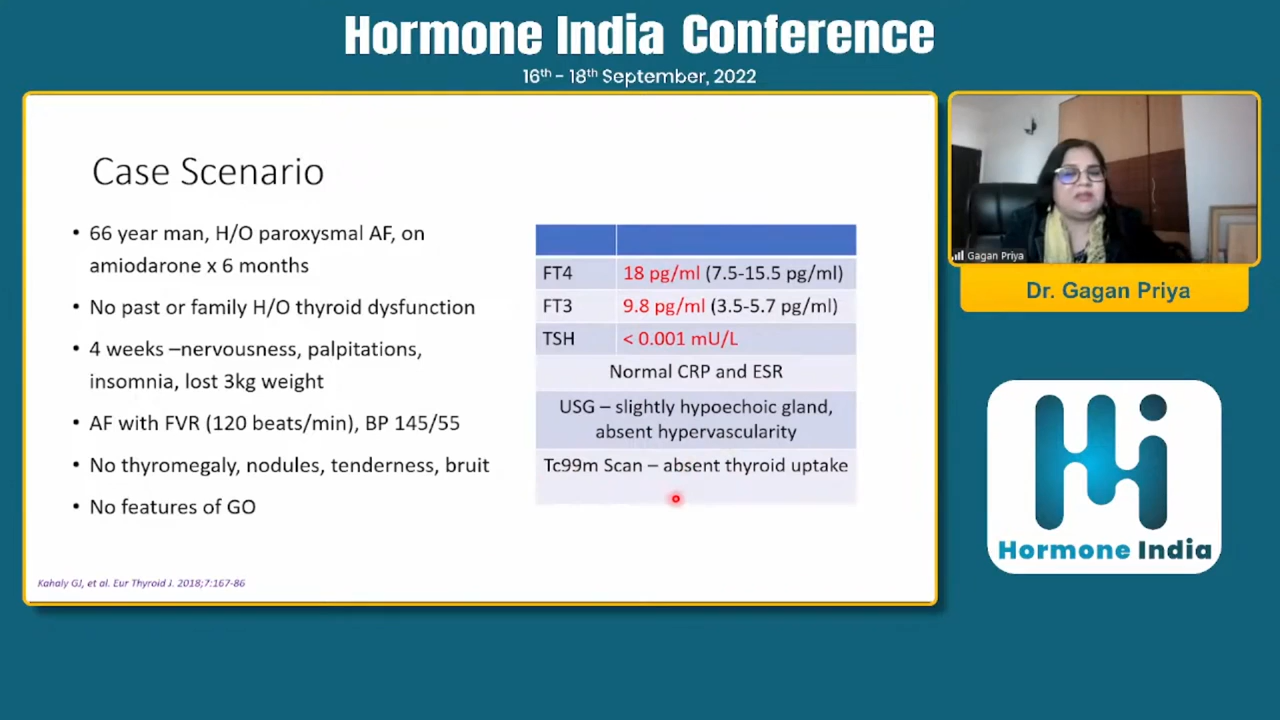 Hormone India Conference
16th - 18th September, 2022
Case Scenario
• 66 year man, H/O paroxysmal AF, on
amiodarone x 6 months
• No past or family H/O thyroid dysfunction
• 4 weeks –nervousness, palpitations,
insomnia, lost 3kg weight
• AF with FVR (120 beats/min), BP 145/55
• No thyromegaly, nodules, tenderness, bruit
• No features of GO
Kahaly GJ, et al. Eur Thyroid J. 2018;7:167-86
FT4 18 pg/ml (7.5-15.5 pg/ml)
FT3 9.8 pg/ml (3.5-5.7 pg/ml)
TSH < 0.001 mU/L
Normal CRP and ESR
USG – slightly hypoechoic gland,
absent hypervascularity
Tc99m Scan – absent thyroid uptake
Gagan Priya
Dr. Gagan Priya
Hormone India